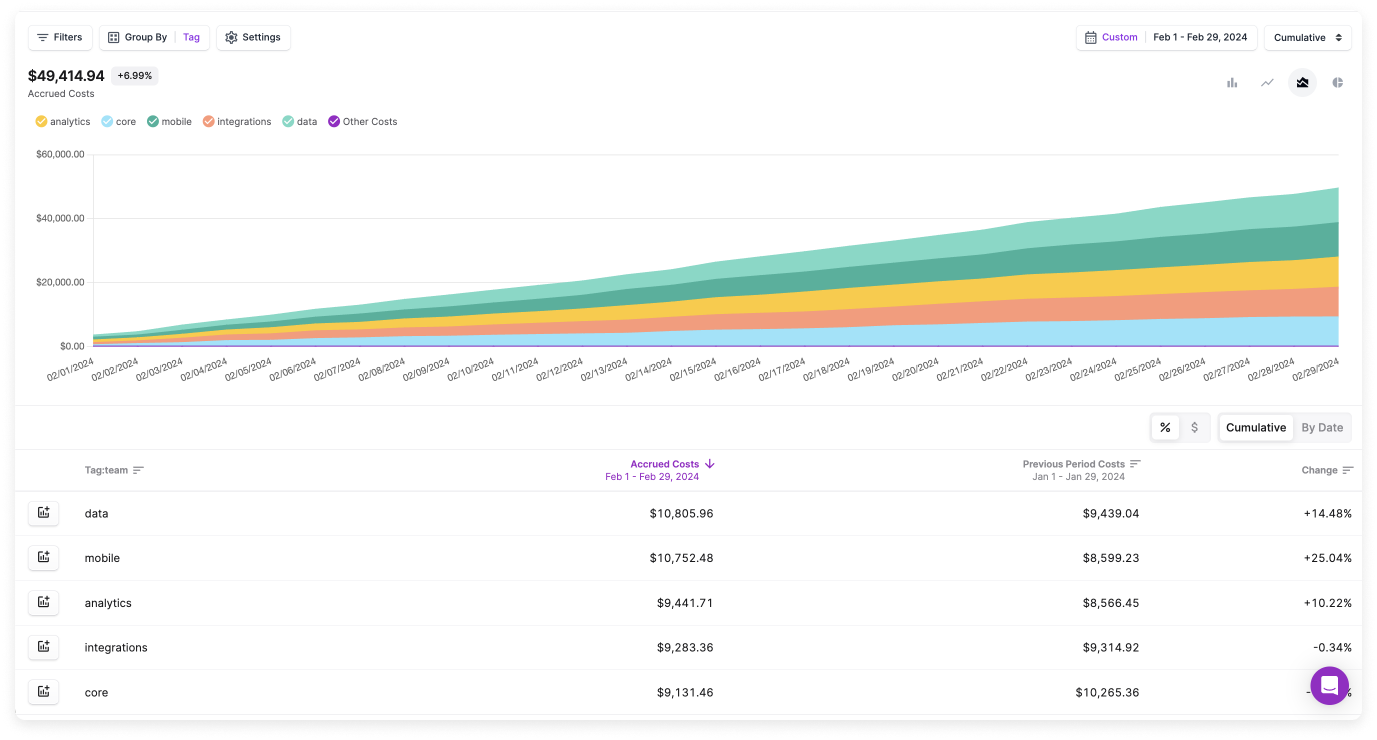 Filters Group By Tag Settings Custom Feb 1 - Feb 29, 2024 Cumulative
$49,414.94 +6.99%
Accrued Costs
analytics core mobile integrations data Other Costs
$60,000.00
$40,000.00
$20,000.00
$0.00
02/01/2024 02/02/2024 02/03/2024 02/04/2024 02/05/2024 02/06/2024 02/07/2024 02/08/2024 02/09/2024 02/10/2024 02/11/2024 02/12/2024 02/13/2024 02/14/2024 02/15/2024 02/16/2024 02/17/2024 02/18/2024 02/19/2024 02/20/2024 02/21/2024 02/22/2024 02/23/2024 02/24/2024 02/25/2024 02/26/2024 02/27/2024 02/28/2024 02/29/2024
% $ Cumulative By Date
Tag:team Accrued Costs Previous Period Costs Change
Feb 1 - Feb 29, 2024 Jan 1 - Jan 29, 2024
data $10,805.96 $9,439.04 +14.48%
mobile $10,752.48 $8,599.23 +25.04%
analytics $9,441.71 $8,566.45 +10.22%
integrations $9,283.36 $9,314.92 -0.34%
core $9,131.46 $10,265.36